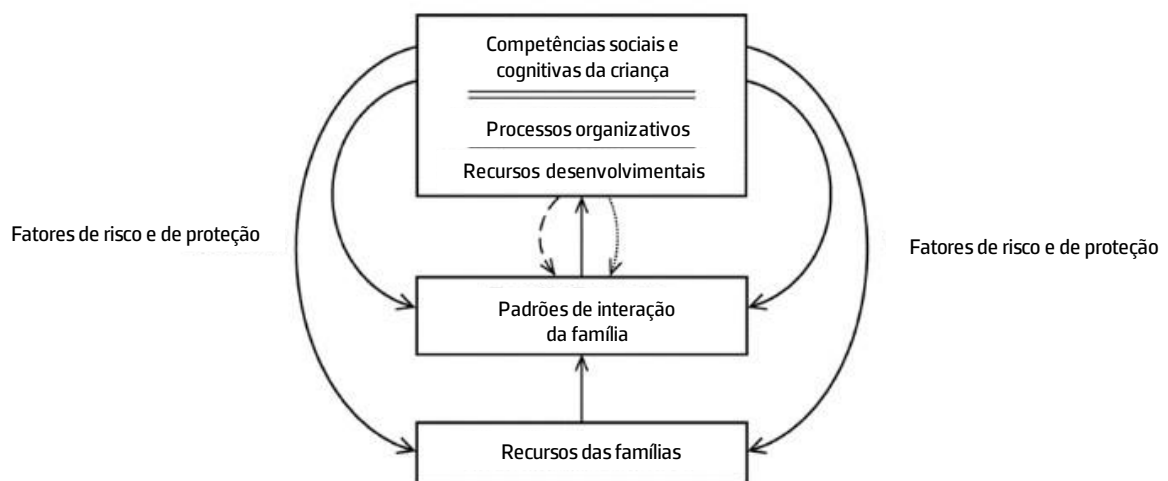 Competências sociais e
cognitivas da criança
Processos organizativos
Recursos desenvolvimentais
Fatores de risco e de proteção
Fatores de risco e de proteção
Padrões de interação
da família
Recursos das famílias